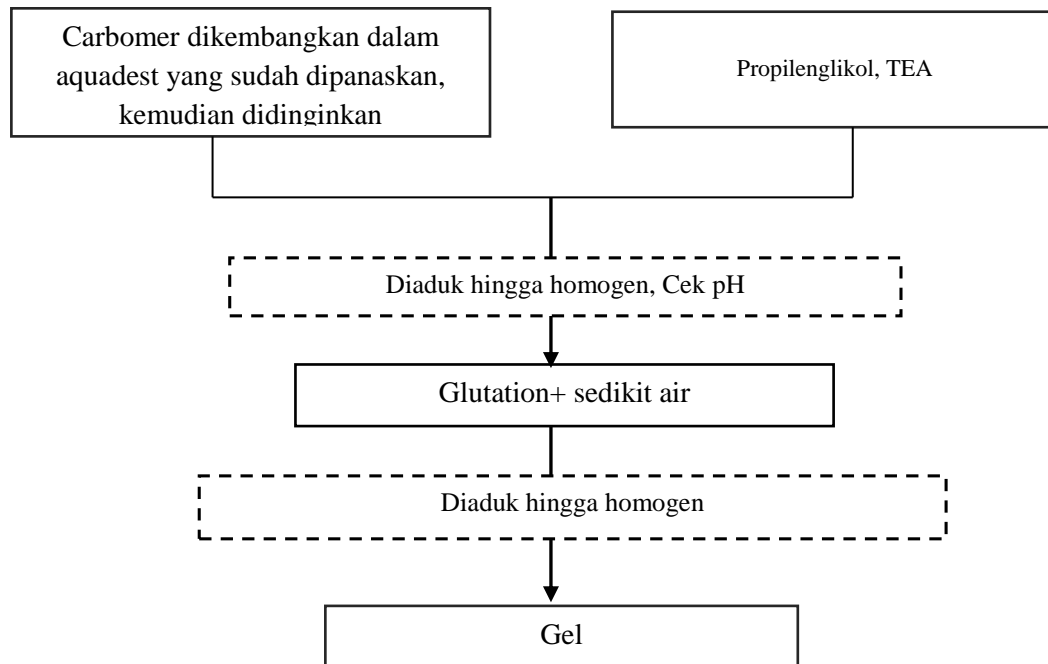 Carbomer dikembangkan dalam
aquadest yang sudah dipanaskan,
kemudian didinginkan
Propilenglikol, TEA
Diaduk hingga homogen, Cek pH
Glutation+ sedikit air
Diaduk hingga homogen
Gel